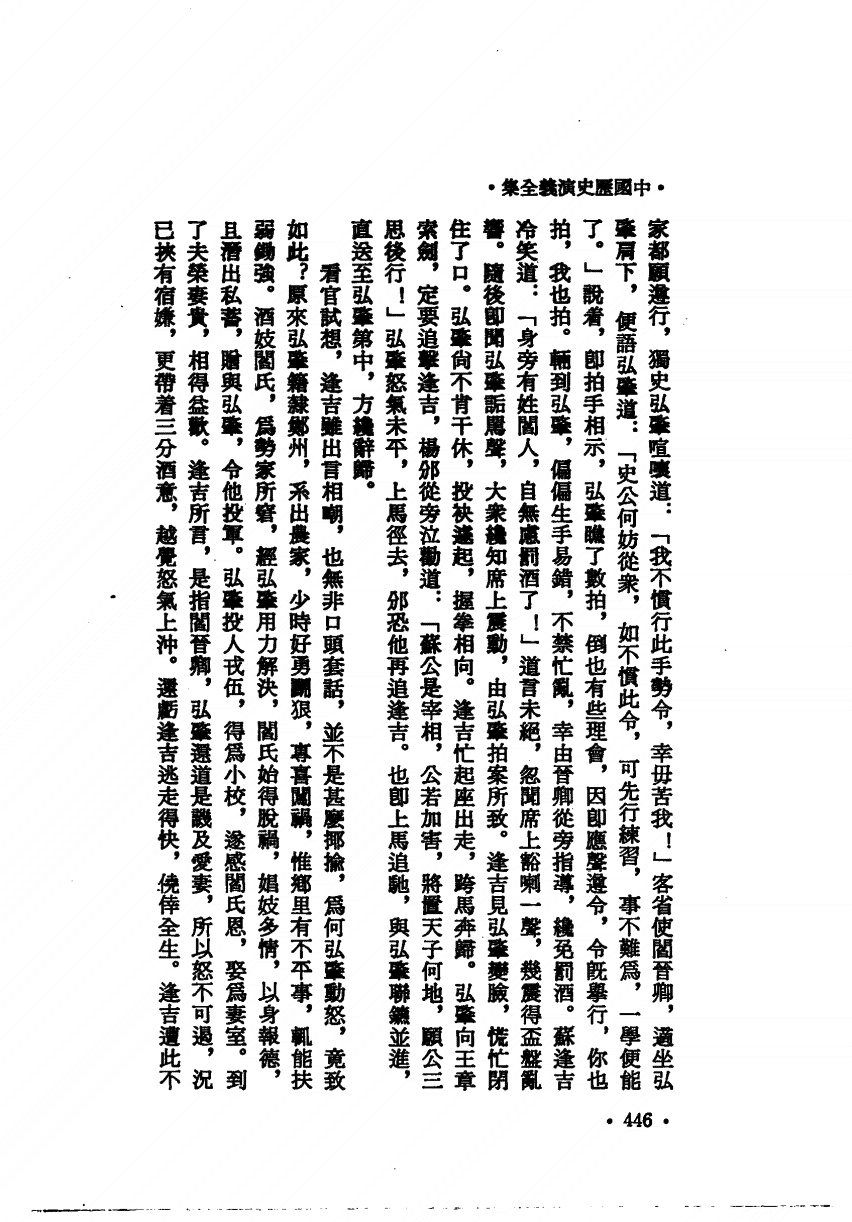 •中國歷史演義全集•
家都願遵行，獨史弘肇喧嚷道：「我不慣行此手勢令，幸毋苦我！」客省使閻晉卿，適坐弘
肇肩下，便語弘肇道：「史公何妨從衆，如不慣此令，可先行練習，事不難爲，一學便能
了。」說着，卽拍手相示，弘肇瞧了數拍，倒也有些理會，因卽應聲遵令，令旣擧行，你也
拍，我也拍。輛到弘肇，偏偏生手易錯，不禁忙亂，幸由晉卿從旁指導，纔免罰酒。蘇逢吉
冷笑道：「身旁有姓閻人，自無慮罰酒了！」道言未絕，忽聞席上豁喇一聲，幾震得盃盤亂
響。隨後卽聞弘肇詬駡聲，大衆纔知席上震動，由弘肇拍案所致。逢吉見弘肇變臉，慌忙閉
住了口。弘肇尙不肯干休，投袂遽起，握拳相向。逢吉忙起座出走，跨馬奔歸。弘肇向王章
索劍，定要追擊逢吉，楊邠從旁泣勸道：「蘇公是宰相，公若加害，將置天子何地，願公三
思後行！」弘肇怒氣未平，上馬徑去，邠恐他再追逢吉。也卽上馬追馳，與弘肇聯鑣並進，
直送至弘肇第中，方纔辭歸。
看官試想，逢吉雖出言相嘲，也無非口頭套話，並不是甚麼揶揄，爲何弘肇動怒，竟致
如此？原來弘肇籍隸鄭州，系出農家，少時好勇鬭狠，專喜闖禍，惟鄉里有不平事，輒能扶
弱鋤強。酒妓閻氏，爲勢家所窘，經弘肇用力解決，閻氏始得脫禍，娼妓多情，以身報德，
且潛出私蓄，贈與弘肇，令他投軍。弘肇投人戎伍，得爲小校，遂感閻氏恩，娶爲妻室。到
了夫榮妻貴，相得益歡。逢吉所言，是指閻晉卿，弘肇還道是譏及愛妻，所以怒不可遏，況
已挾有宿嫌，更帶着三分酒意，越覺怒氣上沖。還虧逢吉逃走得快，僥倖全生。逢吉遭此不
•446•